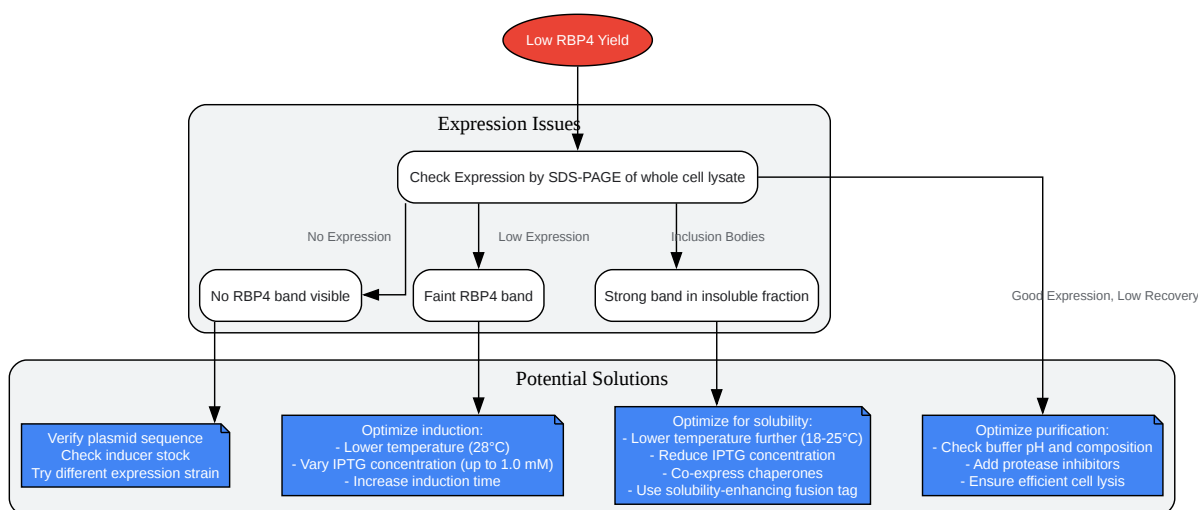 Low RBP4 Yield
Expression Issues
Check Expression by SDS-PAGE of whole cell lysate
No Expression
Low Expression
Inclusion Bodies
No RBP4 band visible
Faint RBP4 band
Strong band in insoluble fraction
Good Expression, Low Recovery
Potential Solutions
Verify plasmid sequence
Check inducer stock
Try different expression strain
Optimize induction:
- Lower temperature (28°C)
- Vary IPTG concentration (up to 1.0 mM)
- Increase induction time
Optimize for solubility:
- Lower temperature further (18-25°C)
- Reduce IPTG concentration
- Co-express chaperones
- Use solubility-enhancing fusion tag
Optimize purification:
- Check buffer pH and composition
- Add protease inhibitors
- Ensure efficient cell lysis